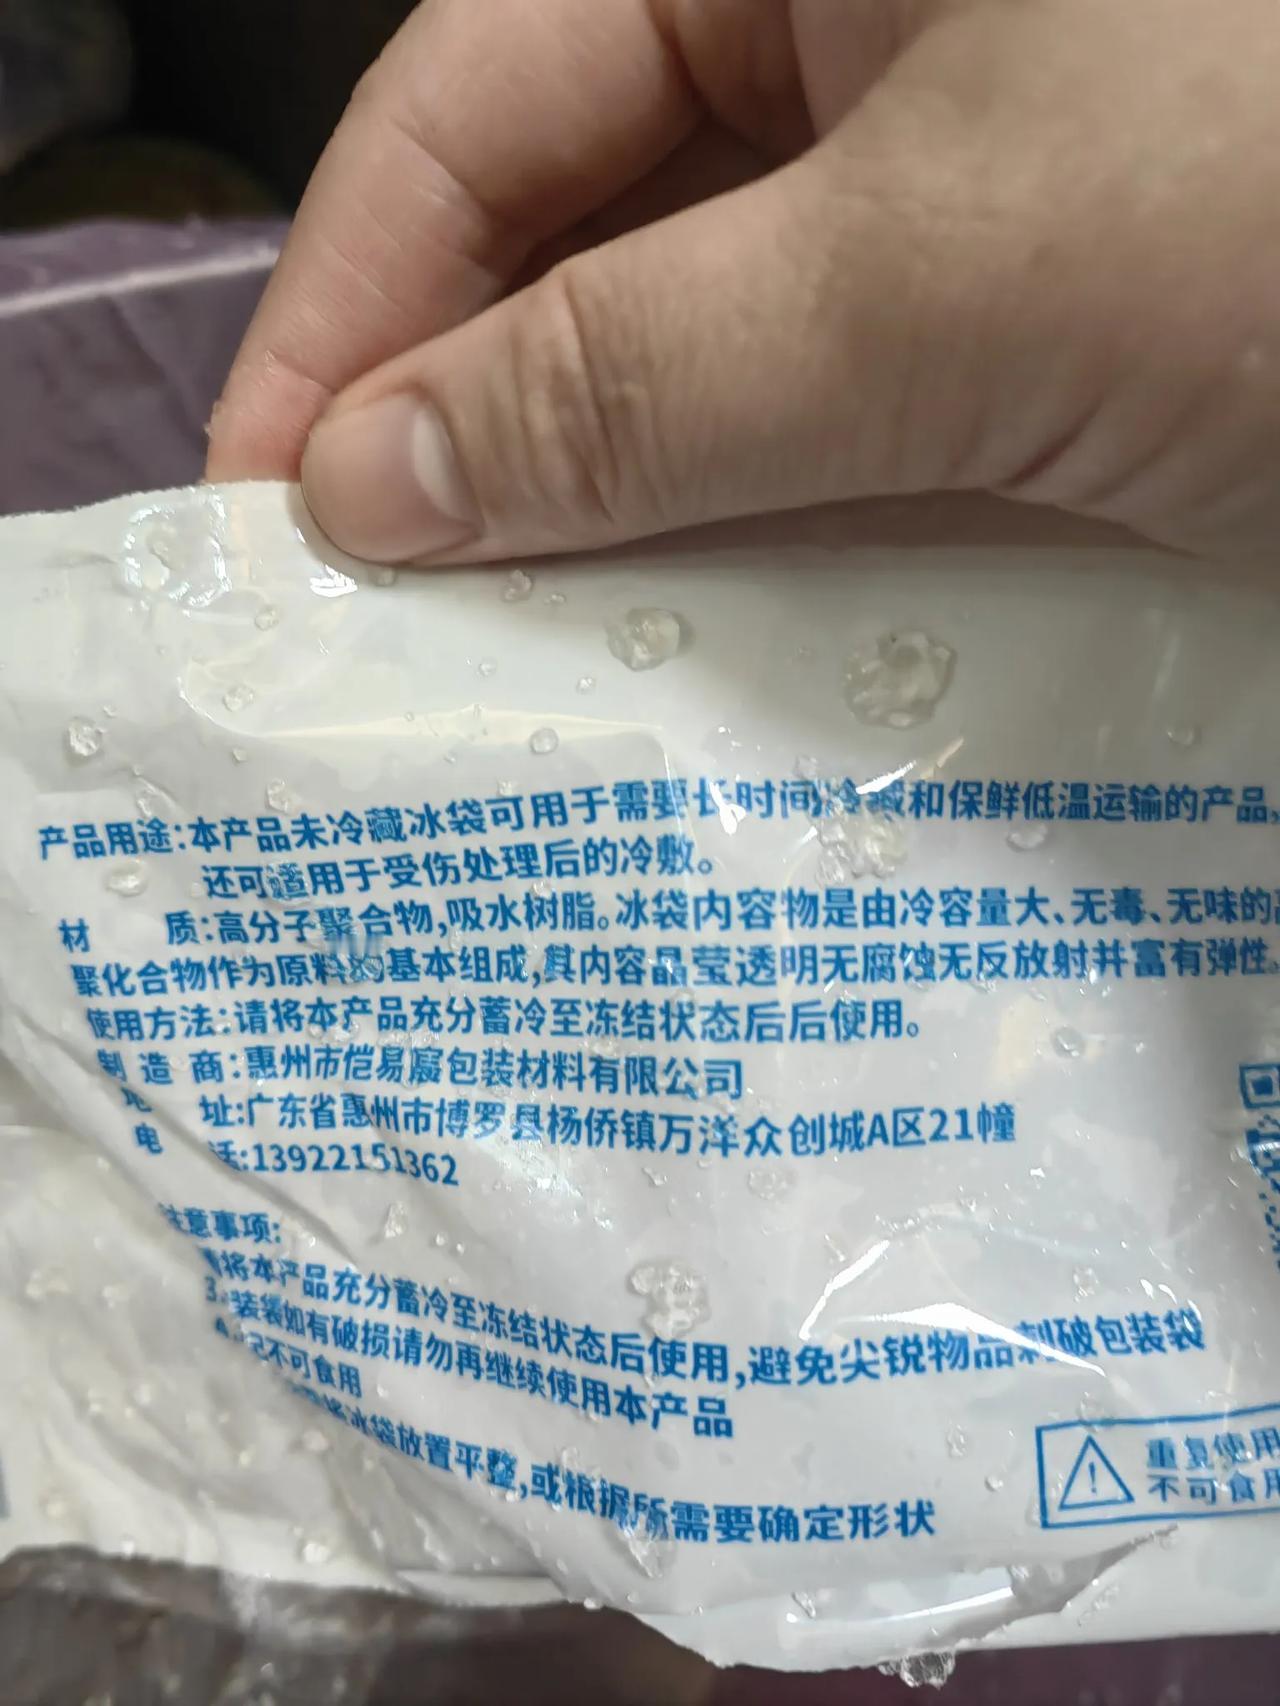 产品用途:本产品未冷藏冰袋可用于需要长时间冷藏和保鲜低温运输的产品,
还可适用于受伤处理后的冷敷。
材 质:高分子聚合物,吸水树脂。冰袋内容物是由冷容量大、无毒、无味的
聚化合物作为原料的基本组成,其内容晶莹透明无腐蚀无反放射并富有弹性、
使用方法:请将本产品充分蓄冷至冻结状态后后使用。
制 造 商:惠州市恺易宸包装材料有限公司
地 址:广东省惠州市博罗县杨侨镇万洋众创城A区21幢
电 话:13922151362
注意事项:
请将本产品充分蓄冷至冻结状态后使用,避免尖锐物品刺破包装袋
3.装袋如有破损请勿再继续使用本产品
不可食用
冰袋放置平整,或根据所需要确定形状
重复使用
不可食用